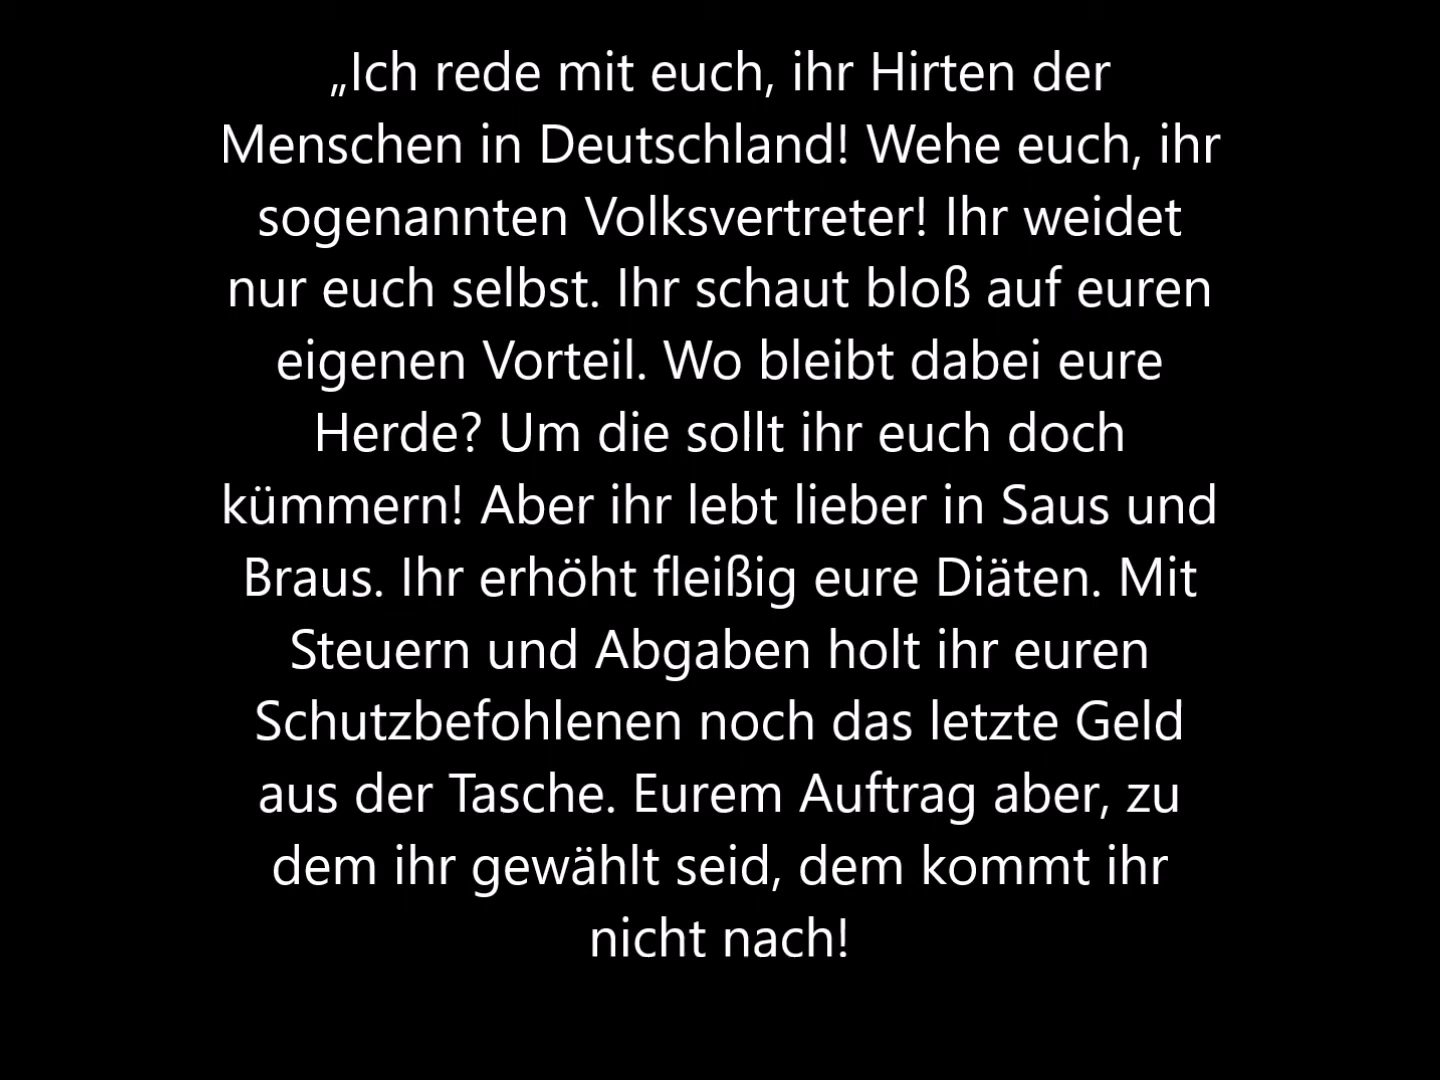 „Ich rede mit euch, ihr Hirten der
Menschen in Deutschland! Wehe euch, ihr
sogenannten Volksvertreter! Ihr weidet
nur euch selbst. Ihr schaut bloß auf euren
eigenen Vorteil. Wo bleibt dabei eure
Herde? Um die sollt ihr euch doch
kümmern! Aber ihr lebt lieber in Saus und
Braus. Ihr erhöht fleißig eure Diäten. Mit
Steuern und Abgaben holt ihr euren
Schutzbefohlenen noch das letzte Geld
aus der Tasche. Eurem Auftrag aber, zu
dem ihr gewählt seid, dem kommt ihr
nicht nach!